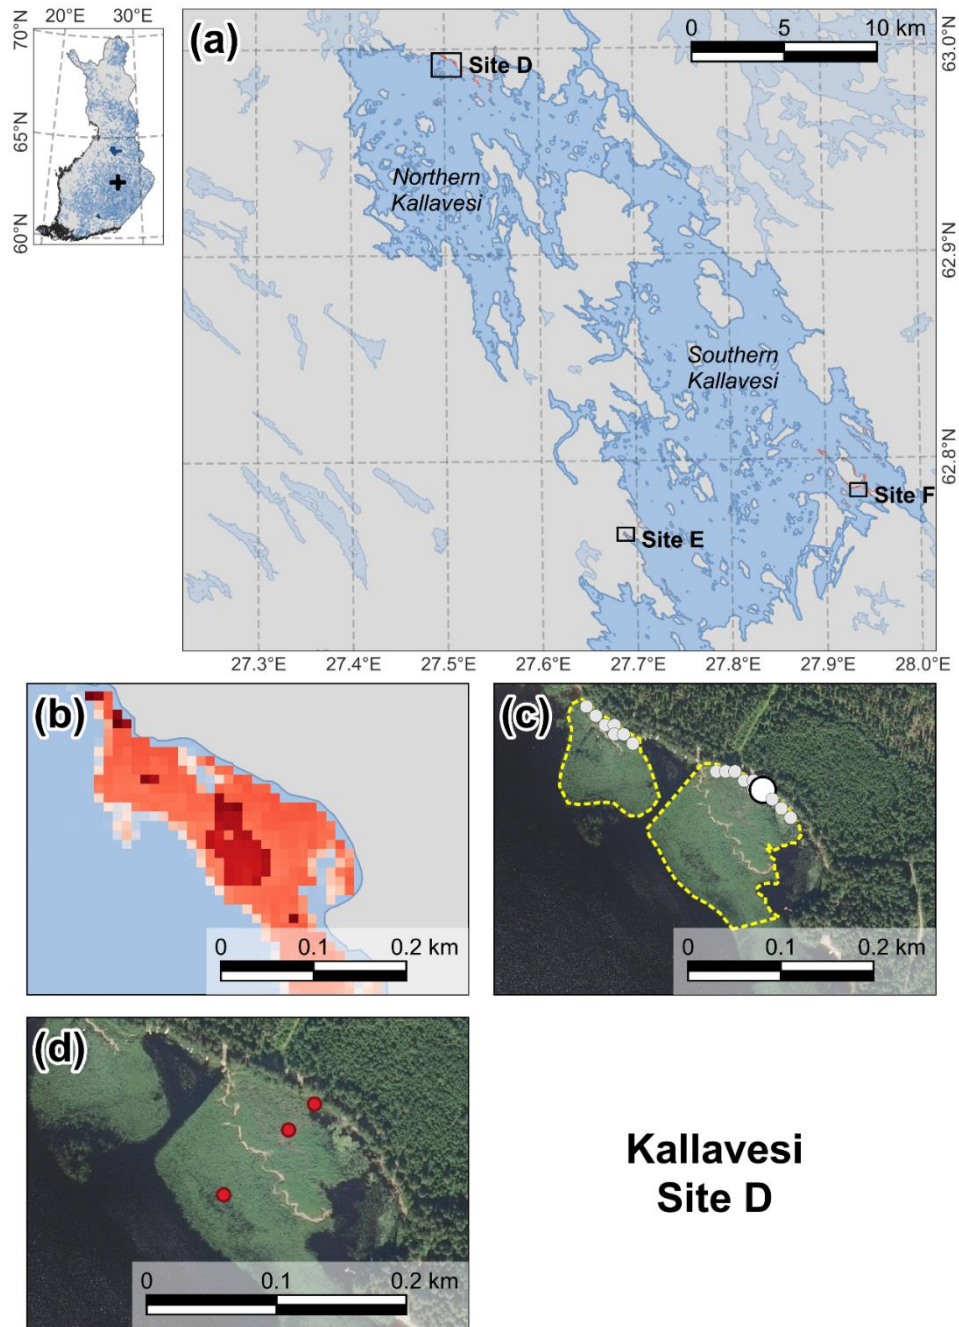 20°E 30°E
70°N
65°N
60°N
(a)
0 5 10 km
63.0°N
Site D
Northern
Kallavesi
62.9°N
Southern
Kallavesi
62.8°N
Site F
Site E
27.3°E 27.4°E 27.5°E 27.6°E 27.7°E 27.8°E 27.9°E 28.0°E
(b)
0 0.1 0.2 km
(c)
0 0.1 0.2 km
(d)
0 0.1 0.2 km
Kallavesi
Site D